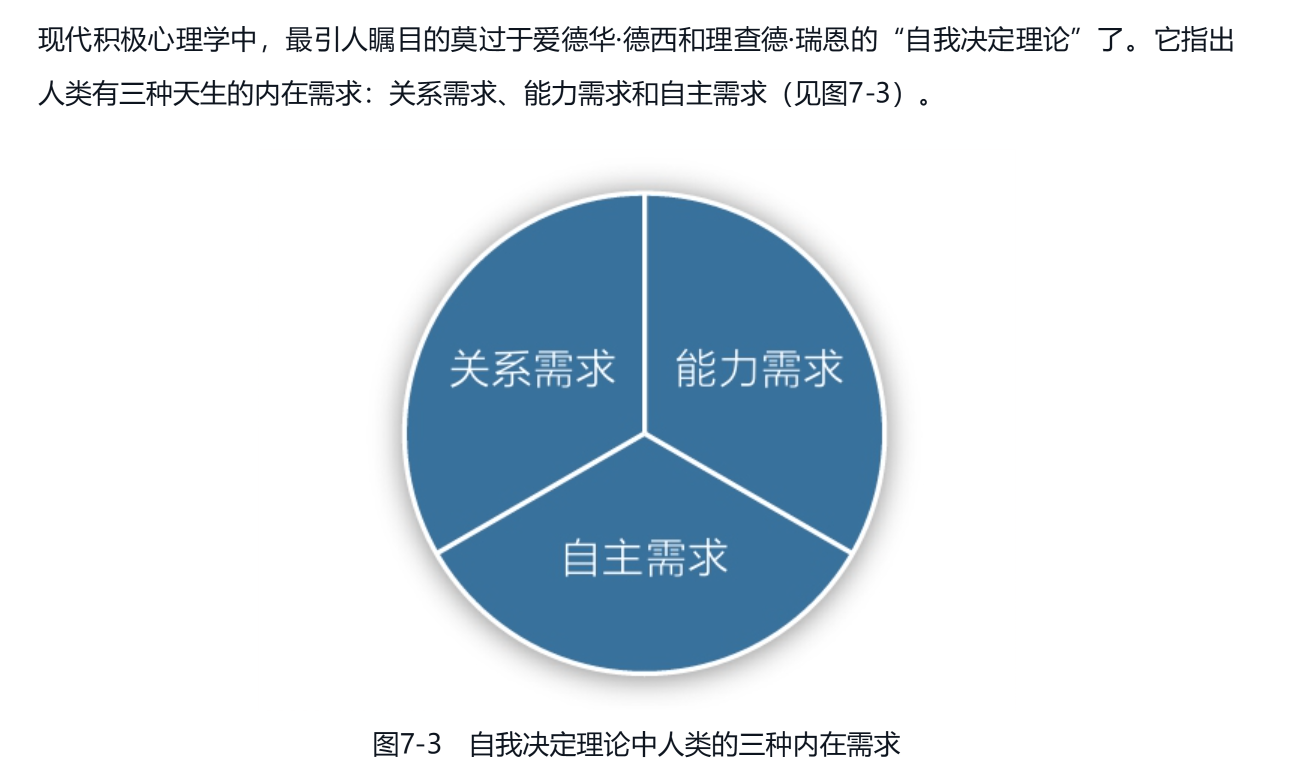 现代积极心理学中，最引人瞩目的莫过于爱德华·德西和理查德·瑞恩的“自我决定理论”了。它指出
人类有三种天生的内在需求：关系需求、能力需求和自主需求（见图7-3）。
关系需求
能力需求
自主需求
图7-3　自我决定理论中人类的三种内在需求